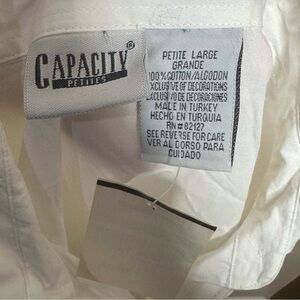 CAPACITY®
PETITES
PETITE LARGE
GRANDE
100% COTTON/ALGODON
EXCLUSIVE OF DECORATIONS
EXCLUSIVO DE DECORACIONES
MADE IN TURKEY
HECHO EN TURQUIA
RN# 82127
SEE REVERSE FOR CARE
VER AL DORSO PARA
CUIDADO